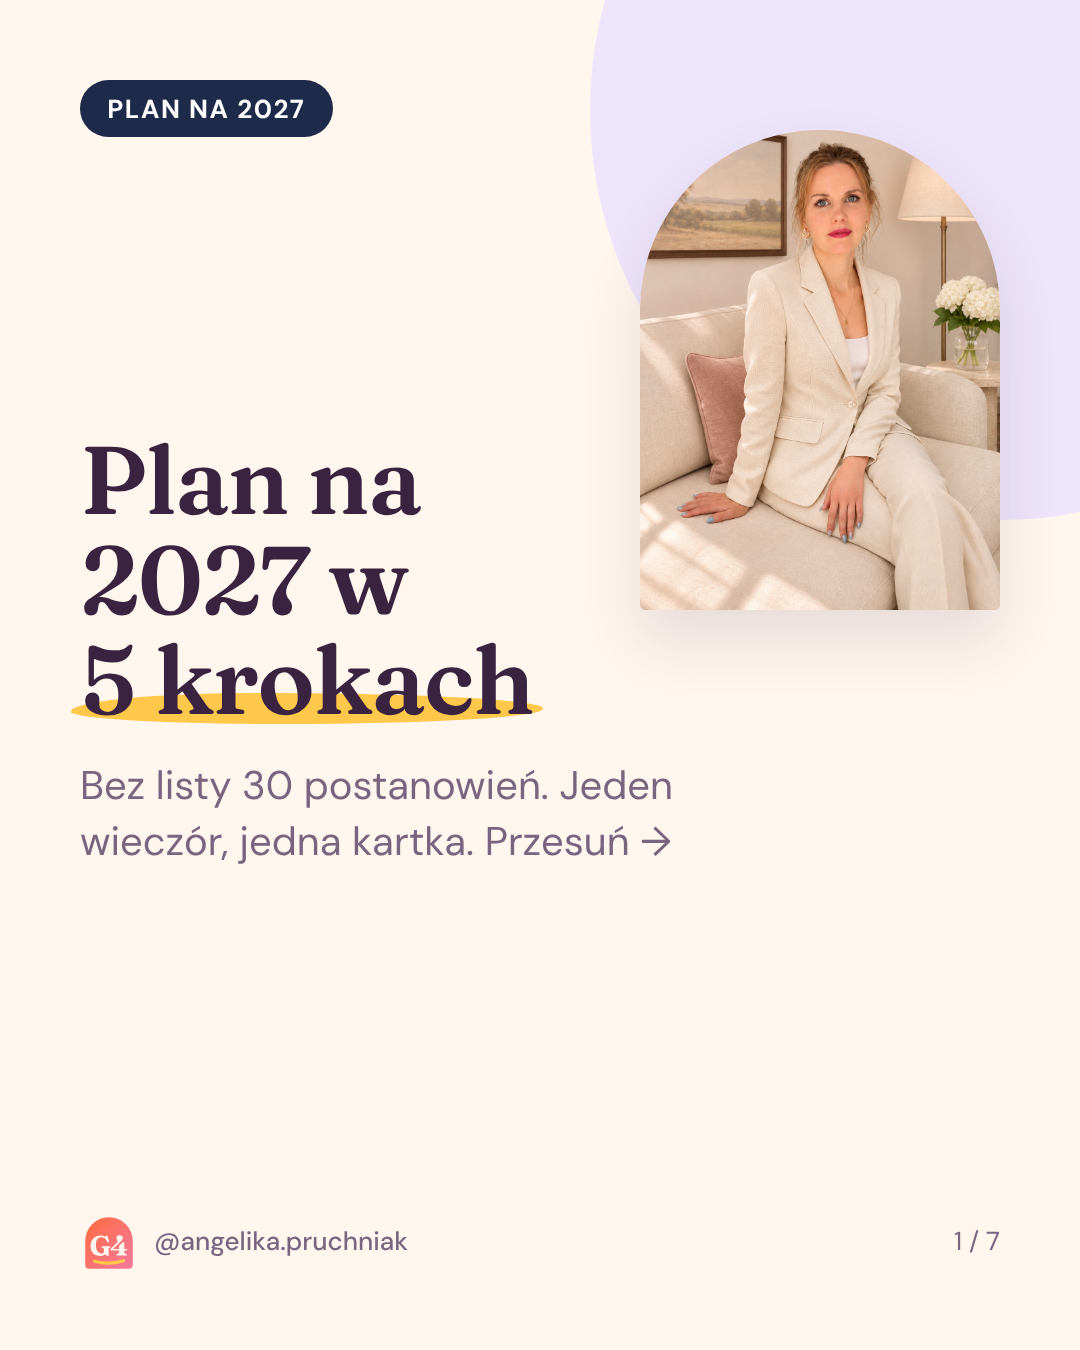 PLAN NA 2027
Plan na
2027 w
5 krokach
Bez listy 30 postanowień. Jeden
wieczór, jedna kartka. Przesuń →
G4
@angelika.pruchniak
1 / 7